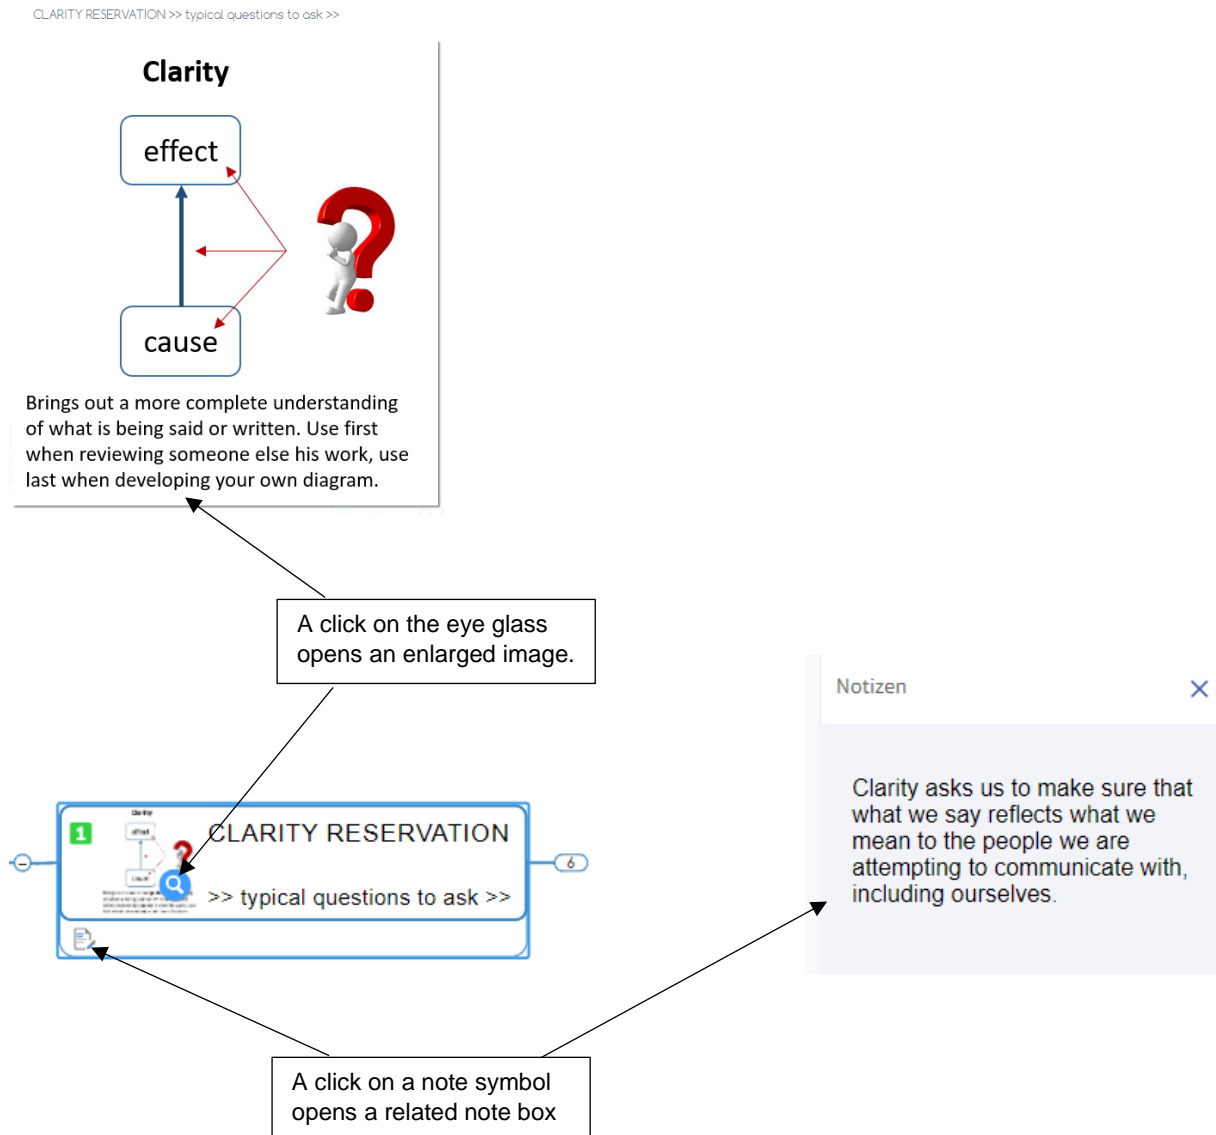 CLARITY RESERVATION >> typical questions to ask >>
Clarity
effect
cause
Brings out a more complete understanding
of what is being said or written. Use first
when reviewing someone else his work, use
last when developing your own diagram.
A click on the eye glass
opens an enlarged image.
Notizen
Clarity asks us to make sure that
what we say reflects what we
mean to the people we are
attempting to communicate with,
including ourselves.
1
Clarity
effect
cause
CLARITY RESERVATION
>> typical questions to ask >>
6
A click on a note symbol
opens a related note box